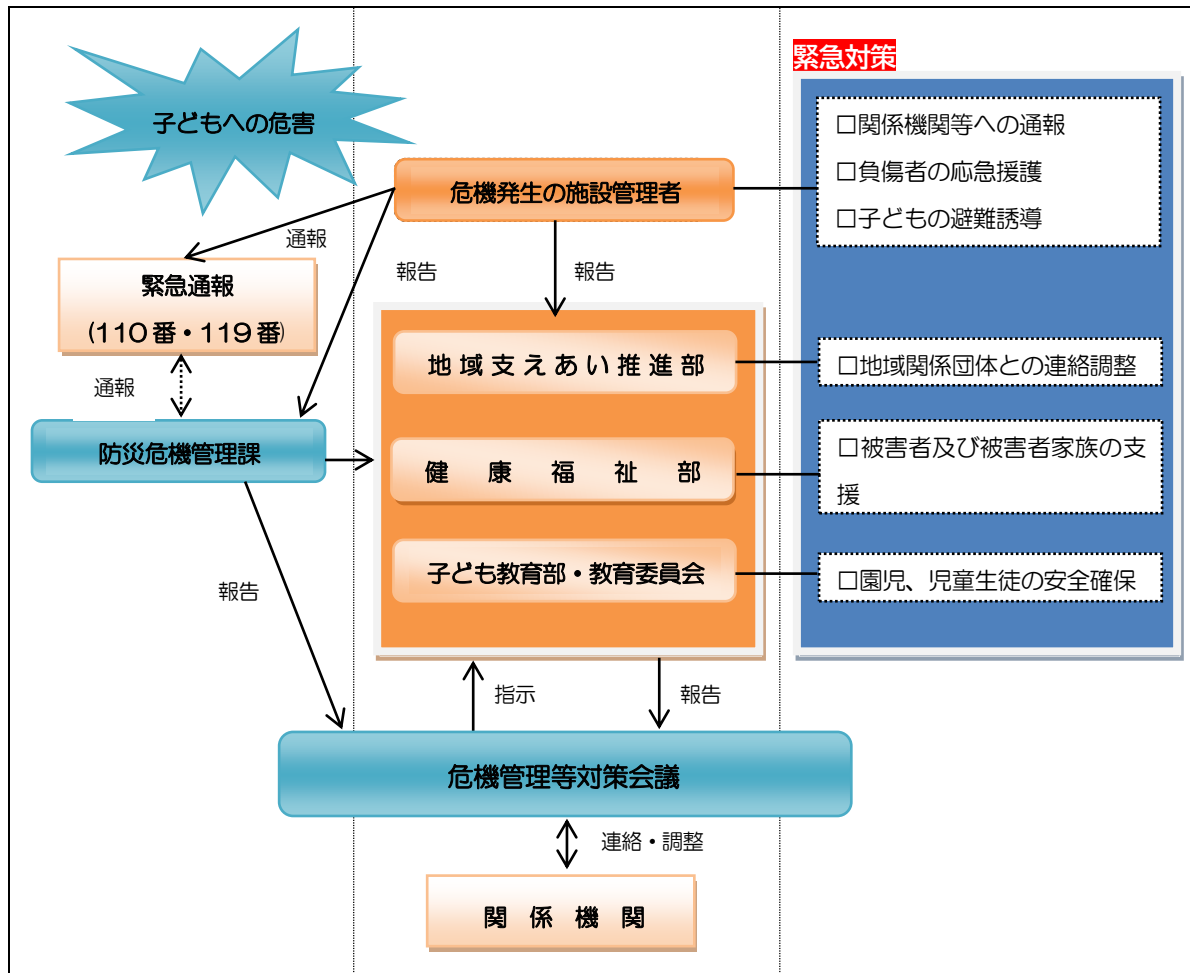 緊急対策
子どもへの危害
□関係機関等への通報
□負傷者の応急援護
□子どもの避難誘導
危機発生の施設管理者
通報
緊急通報
(110番・119番)
報告
報告
通報
地域支えあい推進部
□地域関係団体との連絡調整
防災危機管理課
健康福祉部
□被害者及び被害者家族の支
援
子ども教育部・教育委員会
□園児、児童生徒の安全確保
報告
指示
報告
危機管理等対策会議
連絡・調整
関係機関